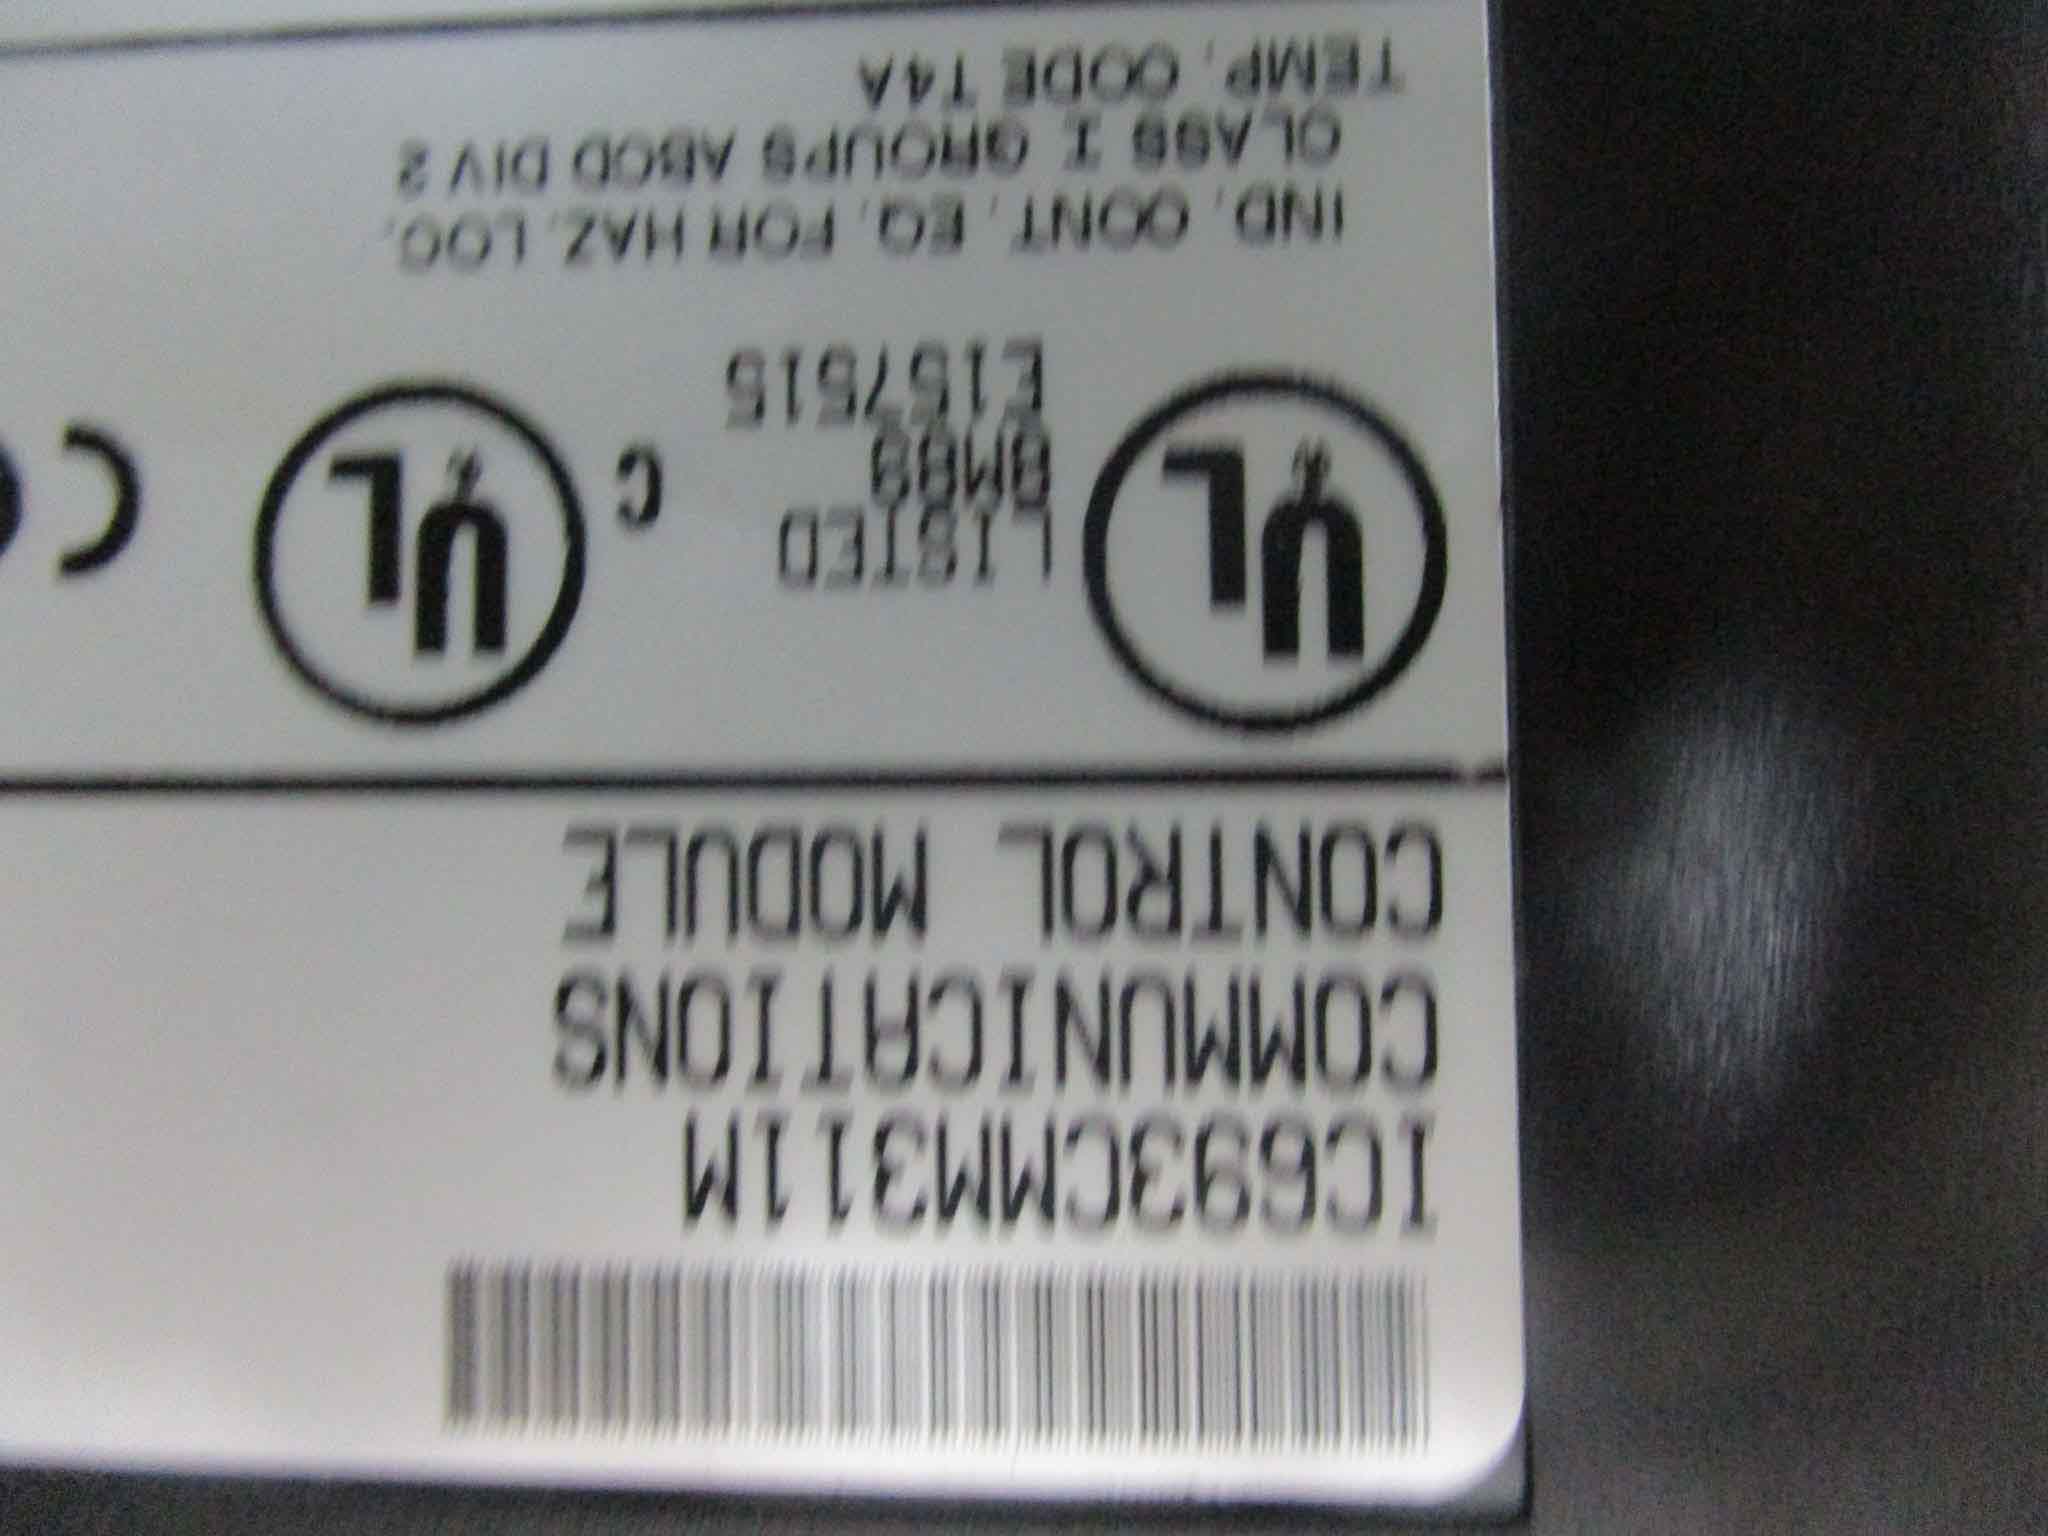 IC693CMM311M
COMMUNICATIONS
CONTROL MODULE
UL
LISTED
C
UL
E157515
IND. CONT. EQ. FOR HAZ. LOC.
CLASS I GROUPS ABCD DIV 2
TEMP. CODE T4A